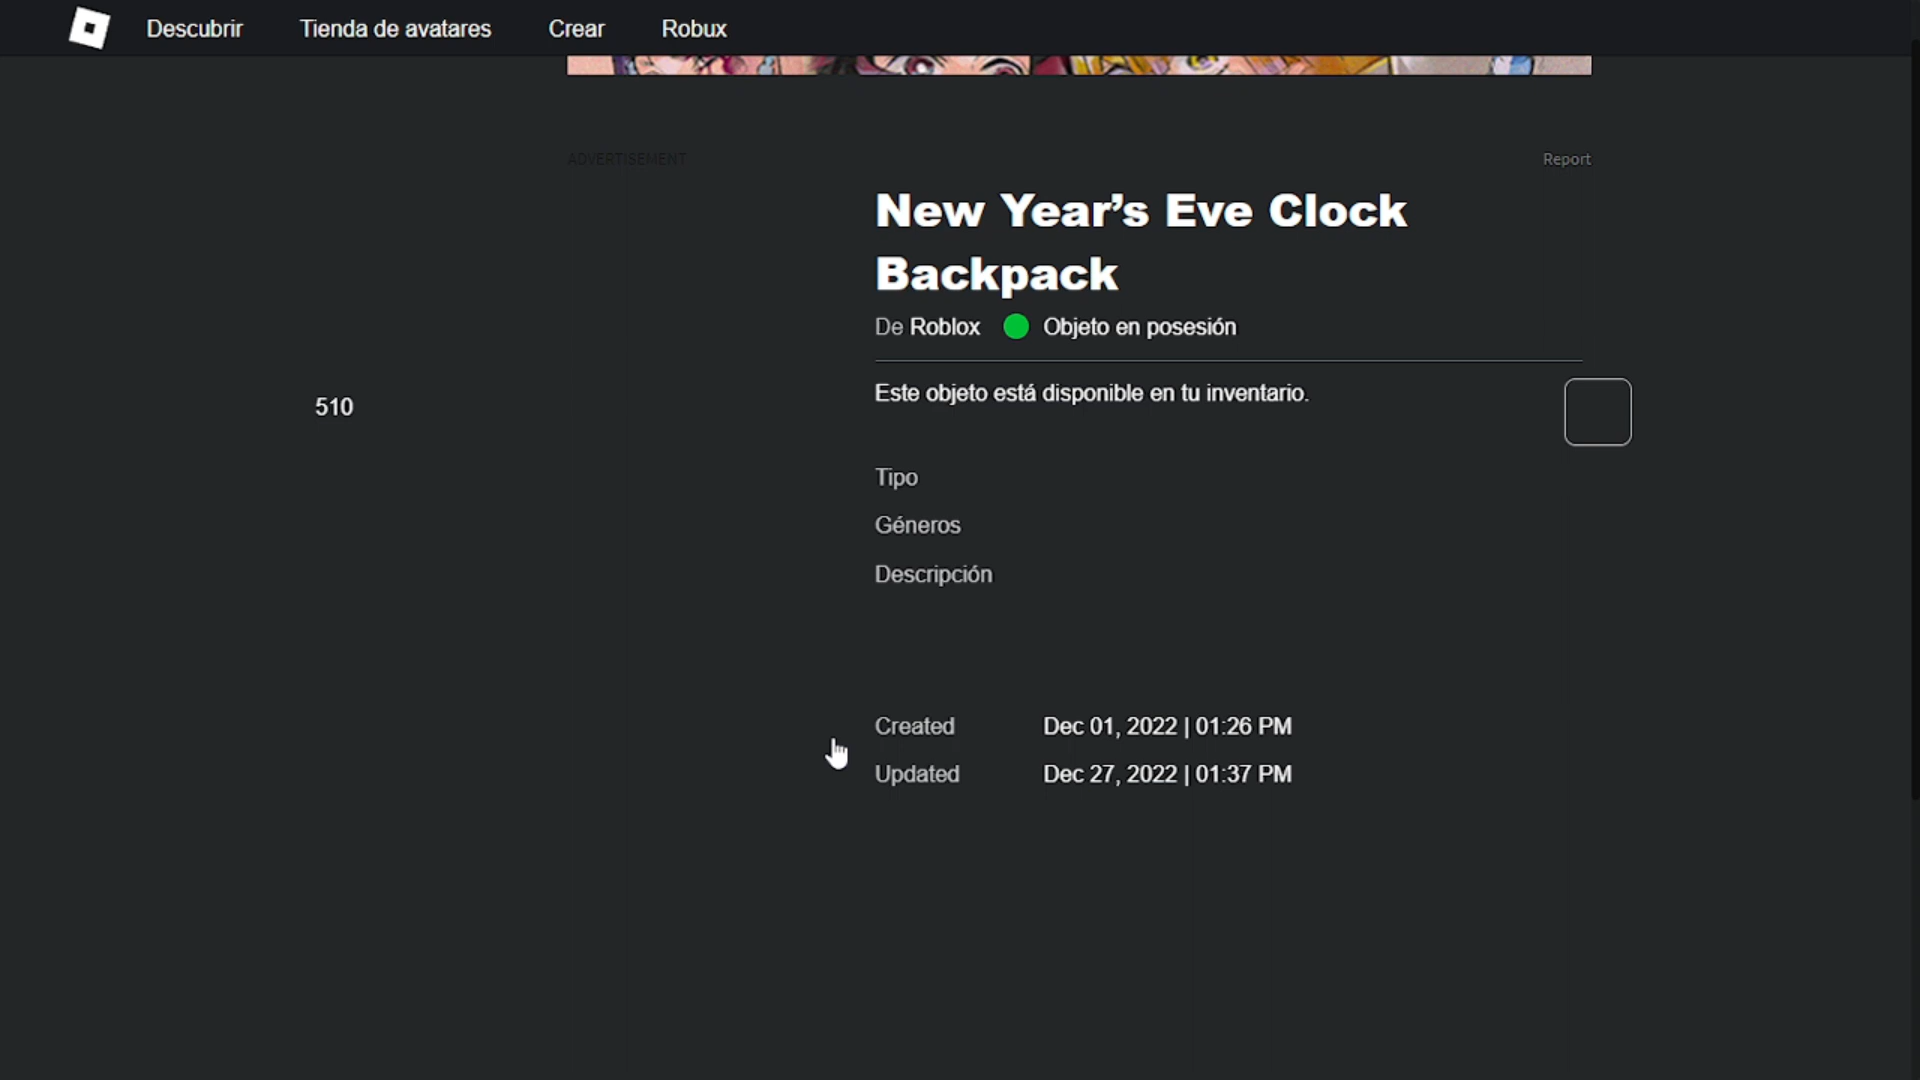 Descubrir Tienda de avatares Crear Robux
ADVERTISEMENT Report
New Year’s Eve Clock
Backpack
De Roblox Objeto en posesión
Este objeto está disponible en tu inventario.
510
Tipo
Géneros
Descripción
Created Dec 01, 2022 | 01:26 PM
Updated Dec 27, 2022 | 01:37 PM